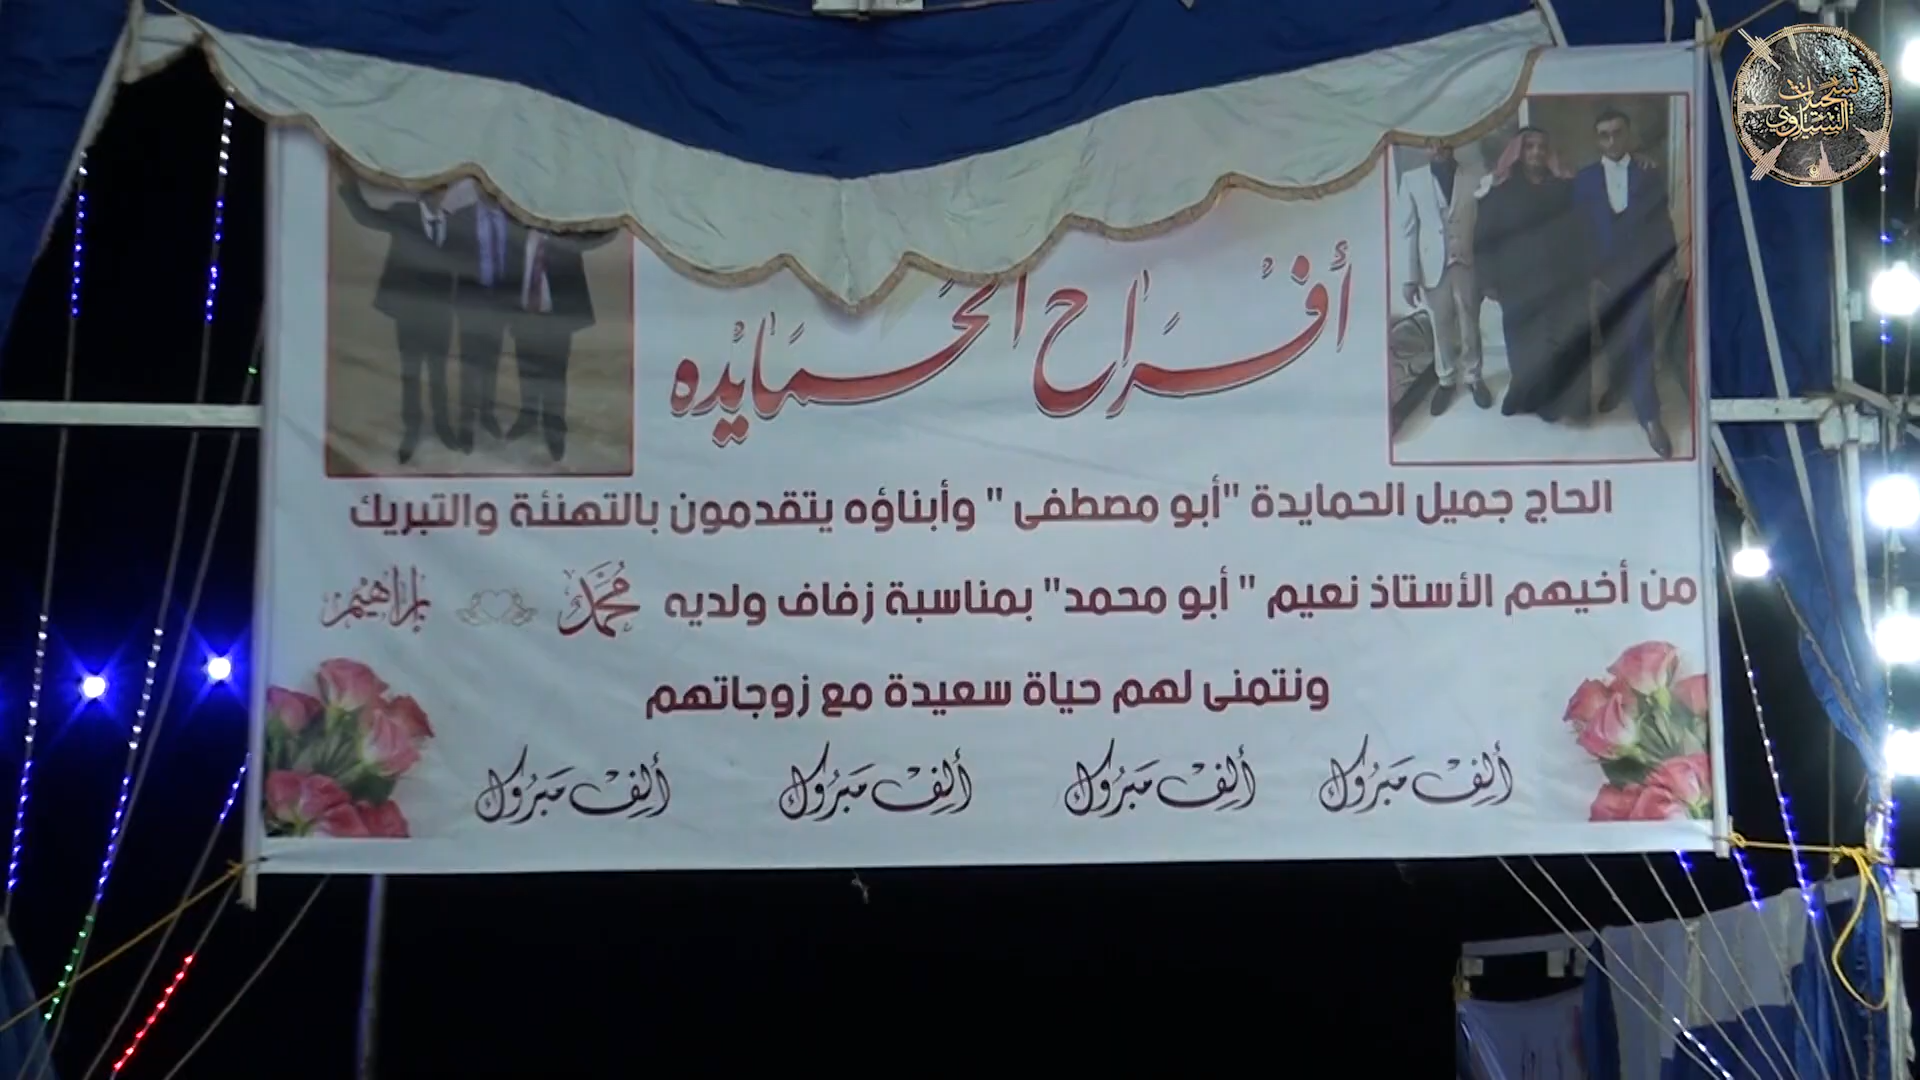 أفراح الحمايده
الحاج جميل الحمايدة "أبو مصطفى " وأبناؤه يتقدمون بالتهنئة والتبريك
من أخيهم الأستاذ نعيم " أبو محمد" بمناسبة زفاف ولديه محمد إبراهيم
ونتمنى لهم حياة سعيدة مع زوجاتهم
ألف مبروك ألف مبروك ألف مبروك ألف مبروك